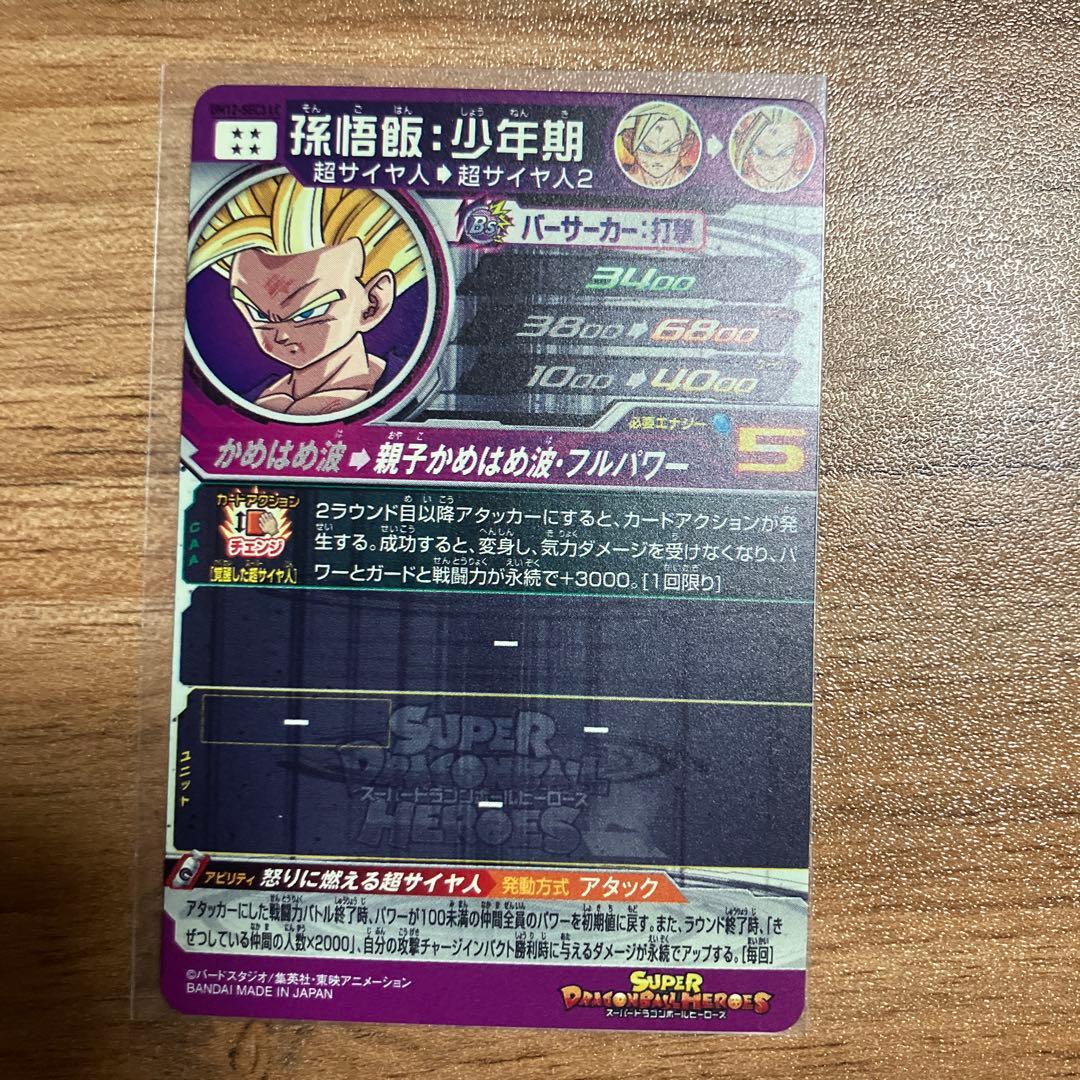 ★★
★★
孫悟飯:少年期
そんごはん しょうねんき
超サイヤ人➡超サイヤ人2
Bs バーサーカー:打撃
3400
3800➡6800
1000➡4000
必要エナジー 5
かめはめ波➡親子かめはめ波・フルパワー
カードアクション
チェンジ
[覚醒した超サイヤ人]
CAA
2ラウンド目以降アタッカーにすると、カードアクションが発
生する。成功すると、変身し、気力ダメージを受けなくなり、パ
ワーとガードと戦闘力が永続で+3000。[1回限り]
ー
ユニット
ー ー
ー
SUPER
DRAGONBALL
スーパードラゴンボールヒーローズ
HEROES
アビリティ 怒りに燃える超サイヤ人 発動方式 アタック
アタッカーにした戦闘力バトル終了時、パワーが100未満の仲間全員のパワーを初期値に戻す。また、ラウンド終了時、「き
ぜつしている仲間の人数×2000」、自分の攻撃チャージインパクト勝利時に与えるダメージが永続でアップする。[毎回]
©バードスタジオ/集英社・東映アニメーション
BANDAI MADE IN JAPAN
SUPER
DRAGONBALL HEROES
スーパードラゴンボールヒーローズ